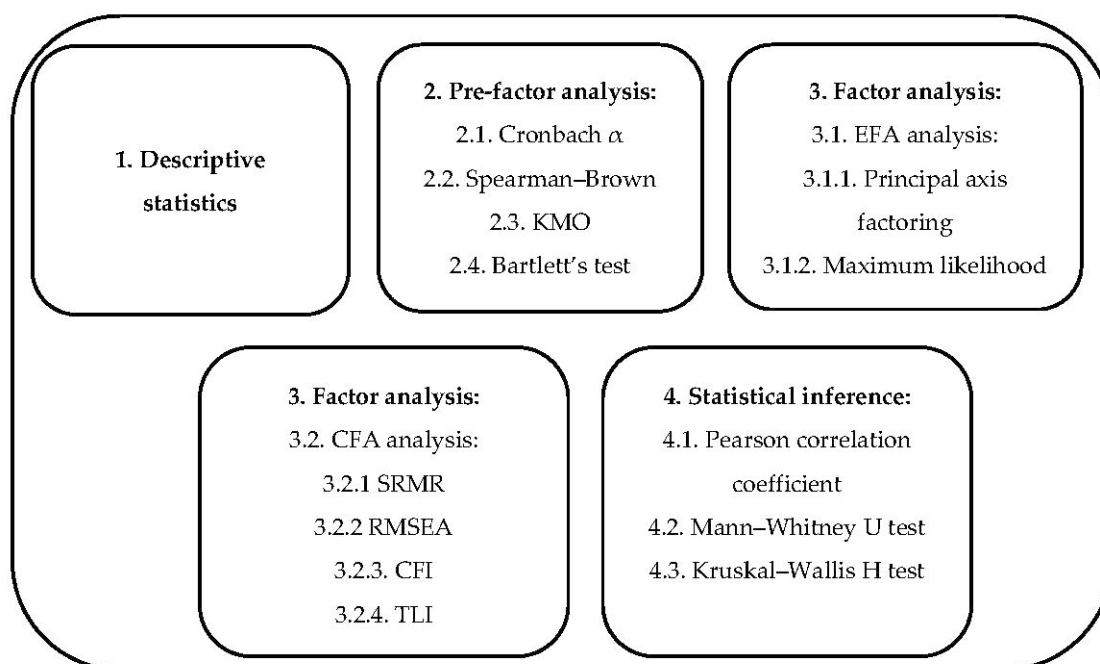 1. Descriptive
statistics
2. Pre-factor analysis:
2.1. Cronbach α
2.2. Spearman–Brown
2.3. KMO
2.4. Bartlett's test
3. Factor analysis:
3.1. EFA analysis:
3.1.1. Principal axis
factoring
3.1.2. Maximum likelihood
3. Factor analysis:
3.2. CFA analysis:
3.2.1 SRMR
3.2.2 RMSEA
3.2.3. CFI
3.2.4. TLI
4. Statistical inference:
4.1. Pearson correlation
coefficient
4.2. Mann–Whitney U test
4.3. Kruskal–Wallis H test